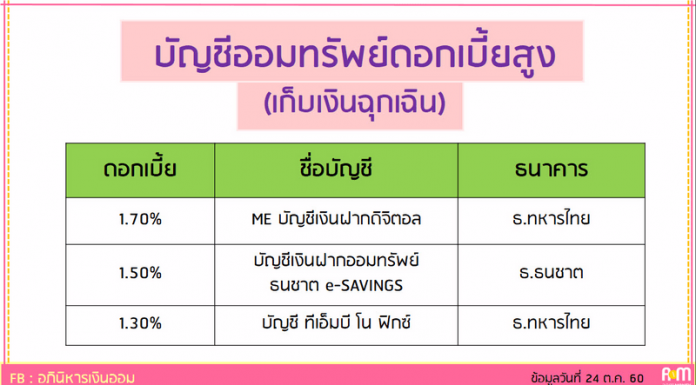 บัญชีออมทรัพย์ดอกเบี้ยสูง
(เก็บเงินฉุกเฉิน)
ดอกเบี้ย ชื่อบัญชี ธนาคาร
1.70% ME บัญชีเงินฝากดิจิตอล ธ.ทหารไทย
1.50% บัญชีเงินฝากออมทรัพย์ ธ.ธนชาต
ธนชาต e-SAVINGS
1.30% บัญชี ทีเอ็มบี โน ฟิกซ์ ธ.ทหารไทย
FB : อภินิหารเงินออม ข้อมูลวันที่ 24 ต.ค. 60